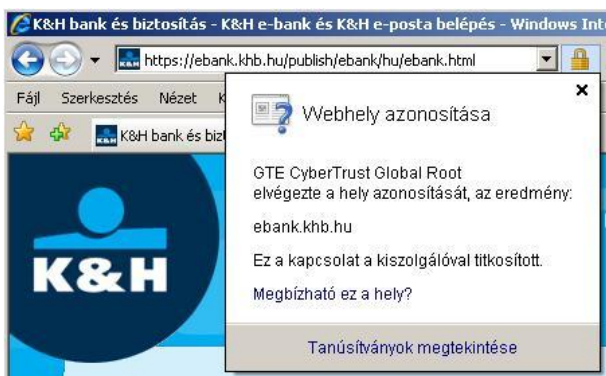 K&H bank és biztosítás - K&H e-bank és K&H e-posta belépés - Windows Int
https://ebank.khb.hu/publish/ebank/hu/ebank.html
Fájl Szerkesztés Nézet K
K&H bank és bizt
Webhely azonosítása
GTE CyberTrust Global Root
elvégezte a hely azonosítását, az eredmény:
ebank.khb.hu
Ez a kapcsolat a kiszolgálóval titkosított.
Megbízható ez a hely?
Tanúsítványok megtekintése
K&H